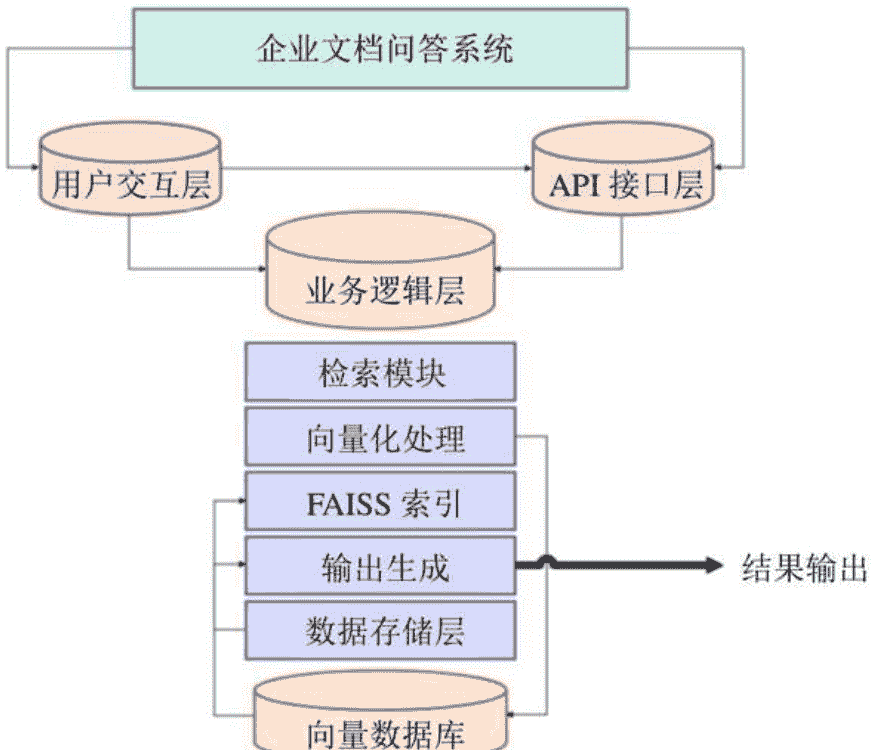 企业文档问答系统
用户交互层
API 接口层
业务逻辑层
检索模块
向量化处理
FAISS 索引
输出生成
结果输出
数据存储层
向量数据库